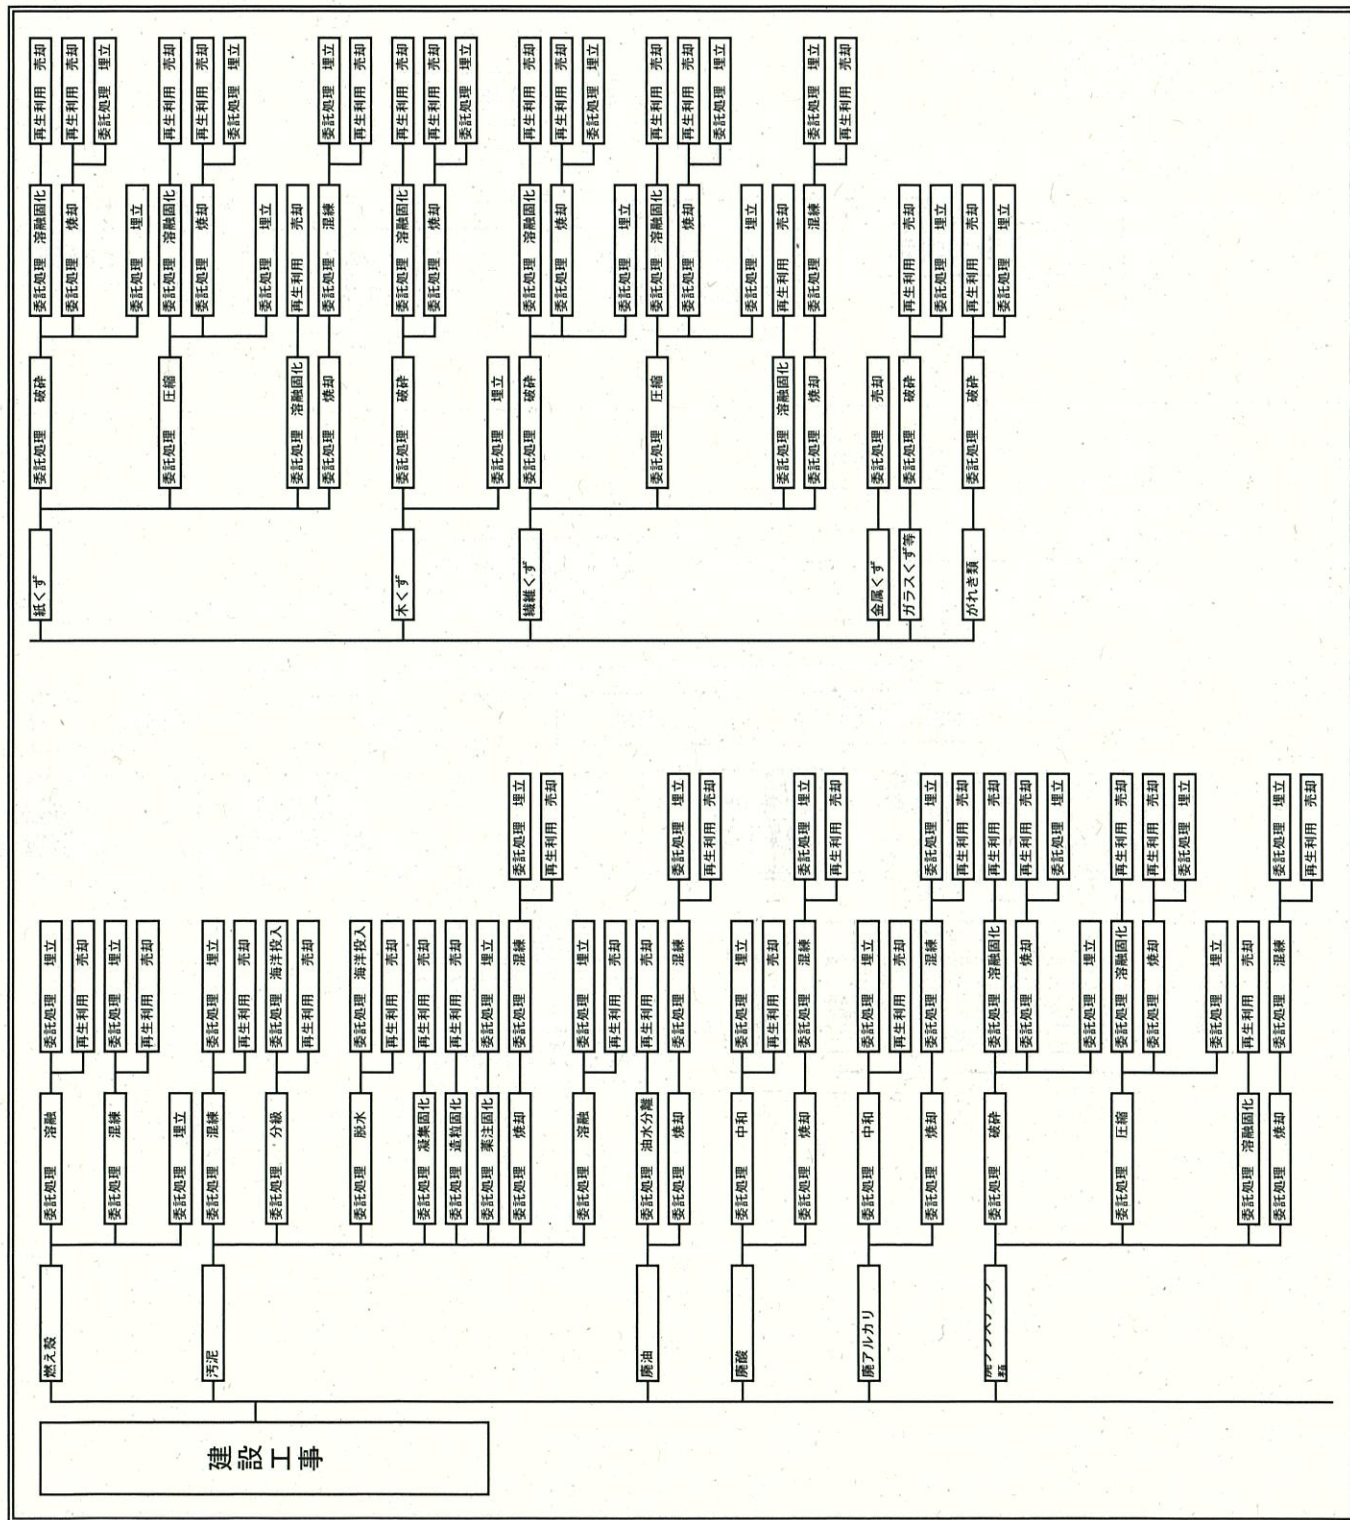 建設工事
燃え殻 委託処理 溶融 委託処理 埋立
再生利用 売却
委託処理 混練 委託処理 埋立
再生利用 売却
委託処理 埋立
汚泥 委託処理 混練 委託処理 埋立
再生利用 売却
委託処理 分級 委託処理 海洋投入
再生利用 売却
委託処理 脱水 委託処理 海洋投入
再生利用 売却
委託処理 凝集固化 再生利用 売却
委託処理 造粒固化 再生利用 売却
委託処理 薬注固化 委託処理 埋立
委託処理 焼却 委託処理 混練 委託処理 埋立
再生利用 売却
委託処理 溶融 委託処理 埋立
再生利用 売却
廃油 委託処理 油水分離 再生利用 売却
委託処理 焼却 委託処理 混練 委託処理 埋立
再生利用 売却
廃酸 委託処理 中和 委託処理 埋立
再生利用 売却
委託処理 焼却 委託処理 混練 委託処理 埋立
再生利用 売却
廃アルカリ 委託処理 中和 委託処理 埋立
再生利用 売却
委託処理 焼却 委託処理 混練 委託処理 埋立
再生利用 売却
廃プラスチック類 委託処理 破砕 委託処理 溶融固化 再生利用 売却
委託処理 焼却 再生利用 売却
委託処理 埋立
委託処理 埋立
委託処理 圧縮 委託処理 溶融固化 再生利用 売却
委託処理 焼却 再生利用 売却
委託処理 埋立
委託処理 埋立
委託処理 溶融固化 再生利用 売却
委託処理 焼却 委託処理 混練 委託処理 埋立
再生利用 売却
紙くず 委託処理 破砕 委託処理 溶融固化 再生利用 売却
委託処理 焼却 再生利用 売却
委託処理 埋立
委託処理 埋立
委託処理 圧縮 委託処理 溶融固化 再生利用 売却
委託処理 焼却 再生利用 売却
委託処理 埋立
委託処理 埋立
委託処理 溶融固化 再生利用 売却
委託処理 焼却 委託処理 混練 委託処理 埋立
再生利用 売却
木くず 委託処理 破砕 委託処理 溶融固化 再生利用 売却
委託処理 焼却 再生利用 売却
委託処理 埋立
委託処理 埋立
繊維くず 委託処理 破砕 委託処理 溶融固化 再生利用 売却
委託処理 焼却 再生利用 売却
委託処理 埋立
委託処理 埋立
委託処理 圧縮 委託処理 溶融固化 再生利用 売却
委託処理 焼却 再生利用 売却
委託処理 埋立
委託処理 埋立
委託処理 溶融固化 再生利用 売却
委託処理 焼却 委託処理 混練 委託処理 埋立
再生利用 売却
金属くず 委託処理 売却
ガラスくず等 委託処理 破砕 再生利用 売却
委託処理 埋立
がれき類 委託処理 破砕 再生利用 売却
委託処理 埋立